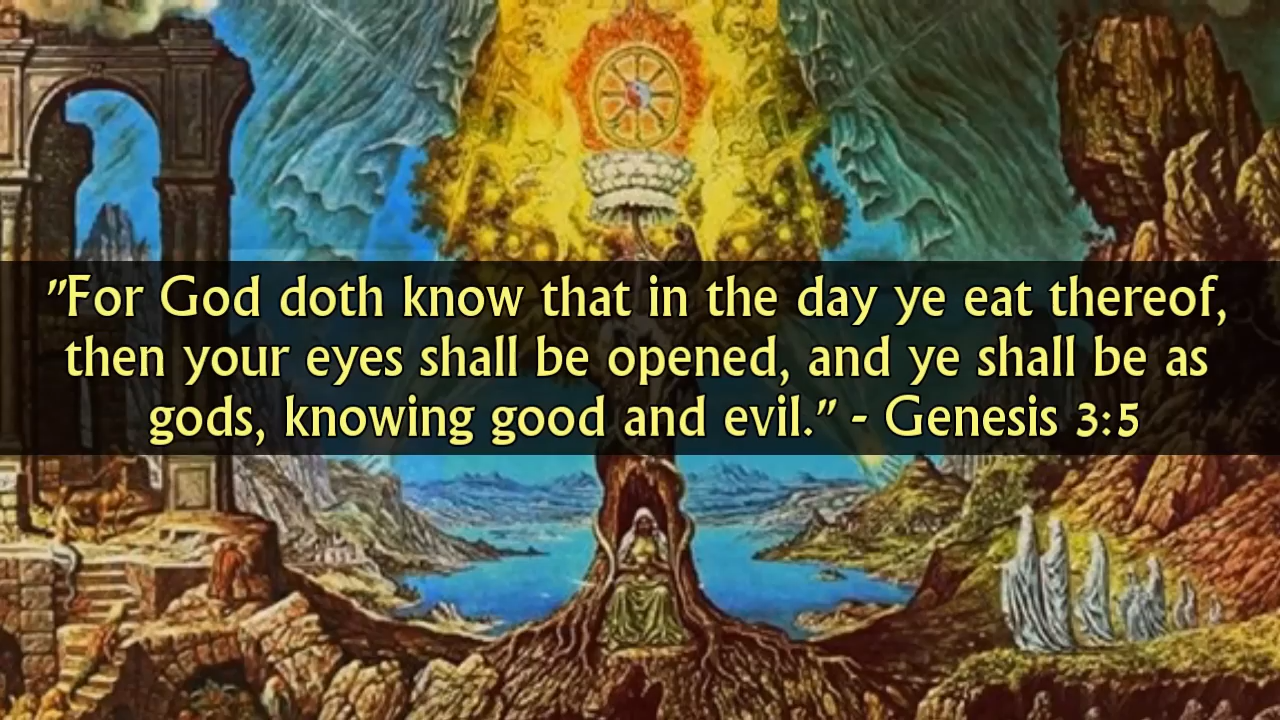 "For God doth know that in the day ye eat thereof,
then your eyes shall be opened, and ye shall be as
gods, knowing good and evil." - Genesis 3:5